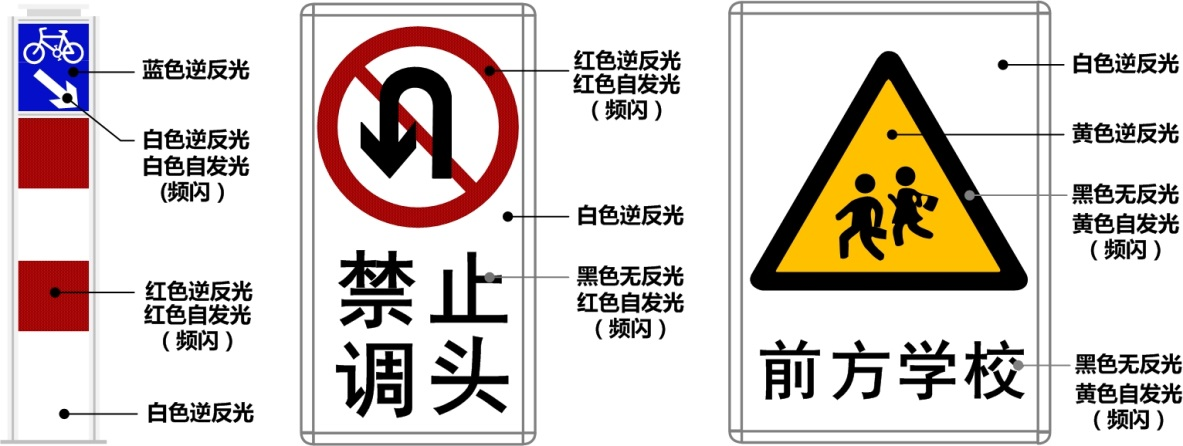 蓝色逆反光
白色逆反光
白色自发光
(频闪）
红色逆反光
红色自发光
（频闪）
白色逆反光
禁止
调头
红色逆反光
红色自发光
（频闪）
白色逆反光
黑色无反光
红色自发光
（频闪）
前方学校
白色逆反光
黄色逆反光
黑色无反光
黄色自发光
（频闪）
黑色无反光
黄色自发光
（频闪）